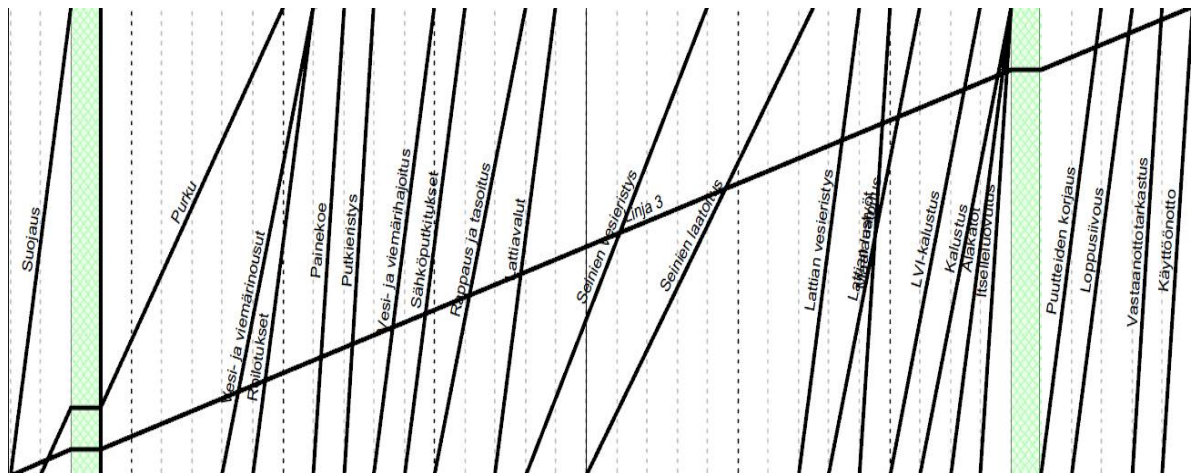 Suojaus
Purku
Vesi- ja viemärinousut
Roilotukset
Painekoe
Putkieristys
Vesi- ja viemärihajoitus
Sähköputkitukset
Rappaus ja tasoitus
Lattiavalut
Seinien vesieristys
Linja 3
Seinien laatoitus
Lattian vesieristys
LVI-kalustus
Kalustus
Alakatot
Itselleluovutus
Puutteiden korjaus
Loppusiivous
Vastaanottotarkastus
Käyttöönotto